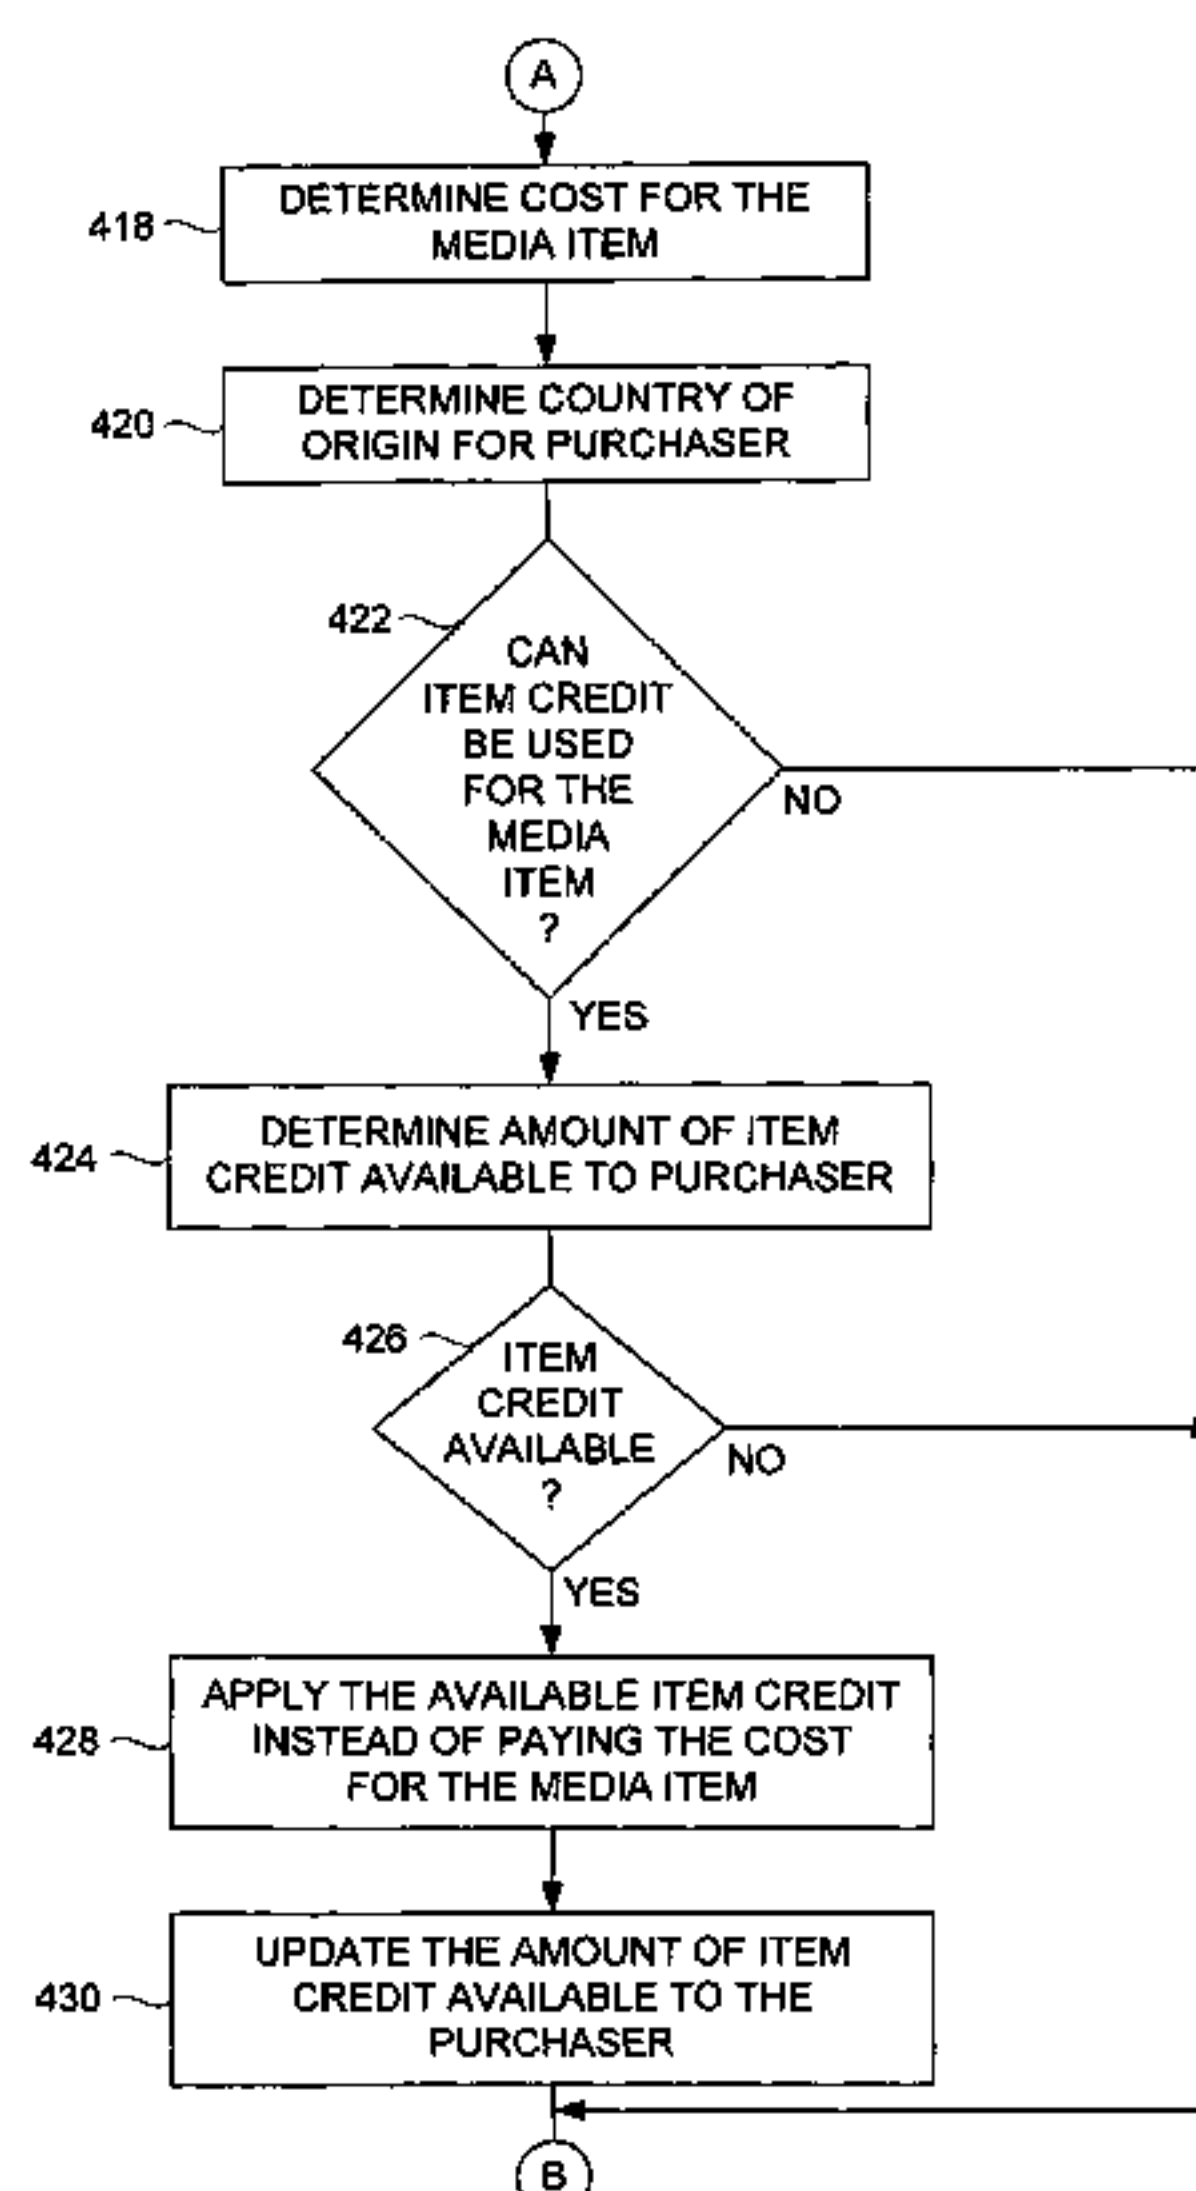 A
418
DETERMINE COST FOR THE
MEDIA ITEM
420
DETERMINE COUNTRY OF
ORIGIN FOR PURCHASER
422
CAN
ITEM CREDIT
BE USED
FOR THE
MEDIA
ITEM
?
NO
YES
424
DETERMINE AMOUNT OF ITEM
CREDIT AVAILABLE TO PURCHASER
426
ITEM
CREDIT
AVAILABLE
?
NO
YES
428
APPLY THE AVAILABLE ITEM CREDIT
INSTEAD OF PAYING THE COST
FOR THE MEDIA ITEM
430
UPDATE THE AMOUNT OF ITEM
CREDIT AVAILABLE TO THE
PURCHASER
B